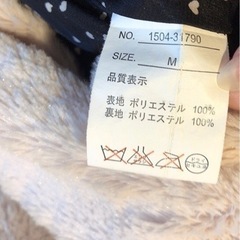 NO. 1504-31790
SIZE. M
品質表示
表地 ポリエステル 100%
裏地 ポリエステル 100%